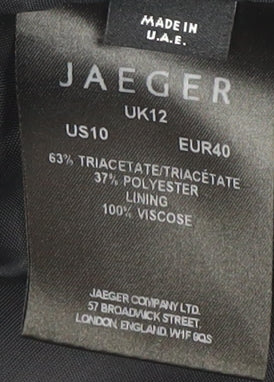 MADE IN
U.A.E.
JAEGER
UK12
US10 EUR40
63% TRIACETATE/TRIACÉTATE
37% POLYESTER
LINING
100% VISCOSE
JAEGER COMPANY LTD.
57 BROADWICK STREET,
LONDON, ENGLAND. W1F 9QS